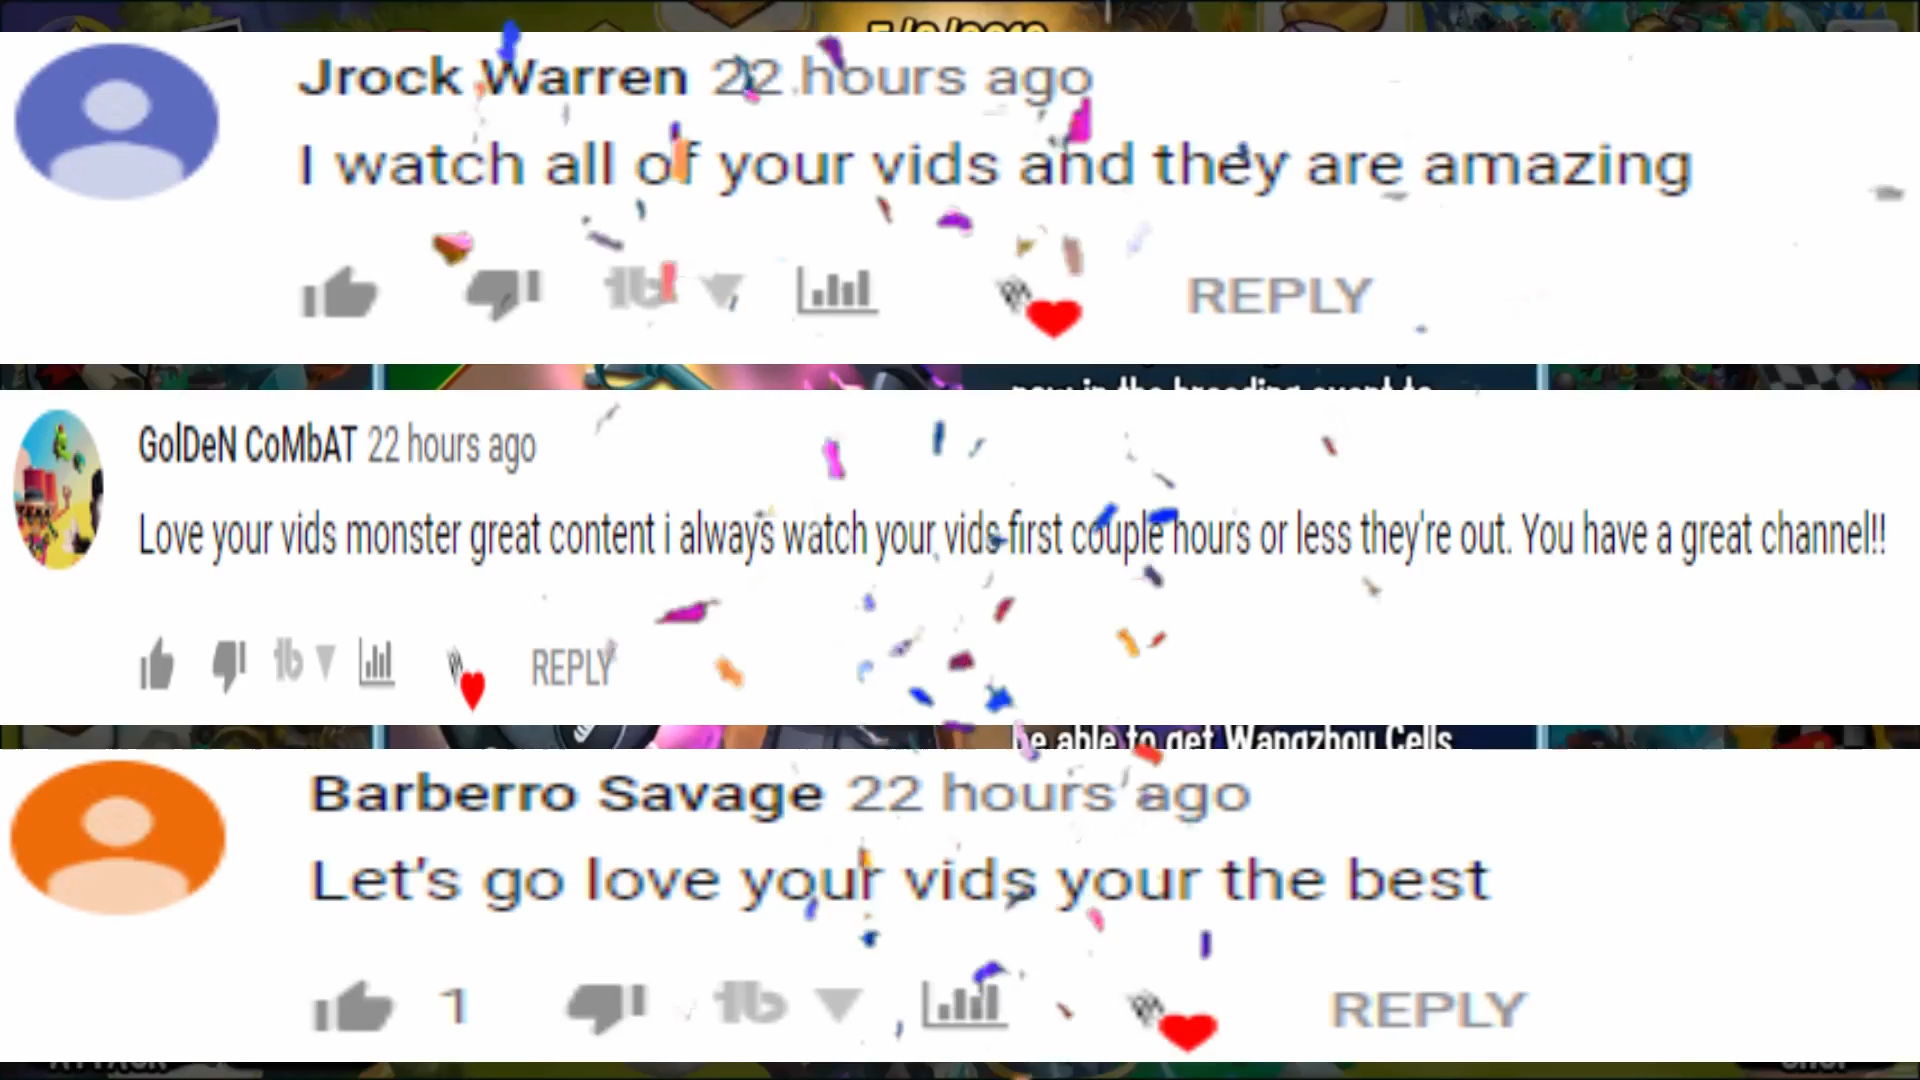 Jrock Warren 22 hours ago
I watch all of your vids and they are amazing
REPLY
GolDeN CoMbAT 22 hours ago
Love your vids monster great content i always watch your vids first couple hours or less they're out. You have a great channel!!
REPLY
be able to get Wangzhou Cells
Barberro Savage 22 hours ago
Let's go love your vids your the best
1
REPLY